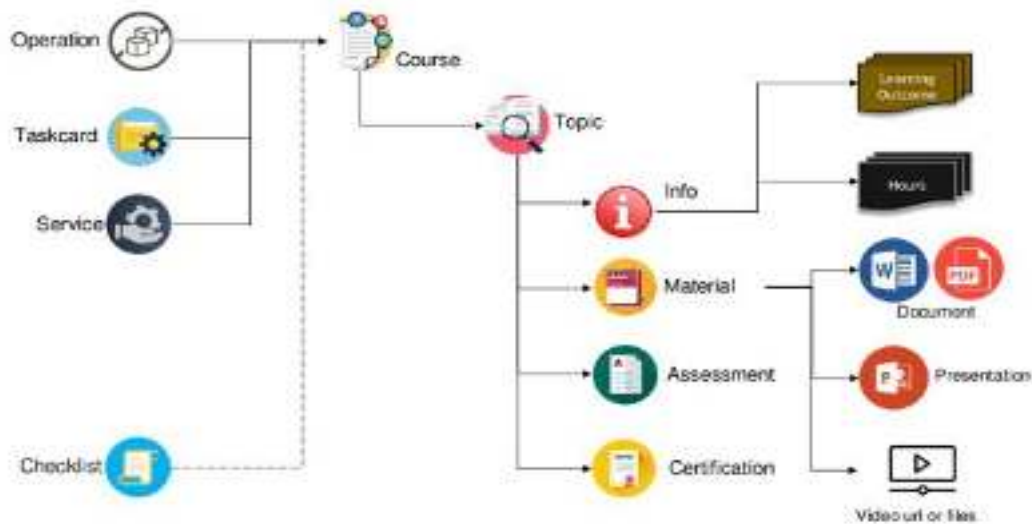 Operation
Course
Taskcard
Topic
Service
Learning
Outcome
Info
Hours
Material
W
PDF
Document
A
Assessment
P
Presentation
Checklist
Certification
Video url or files